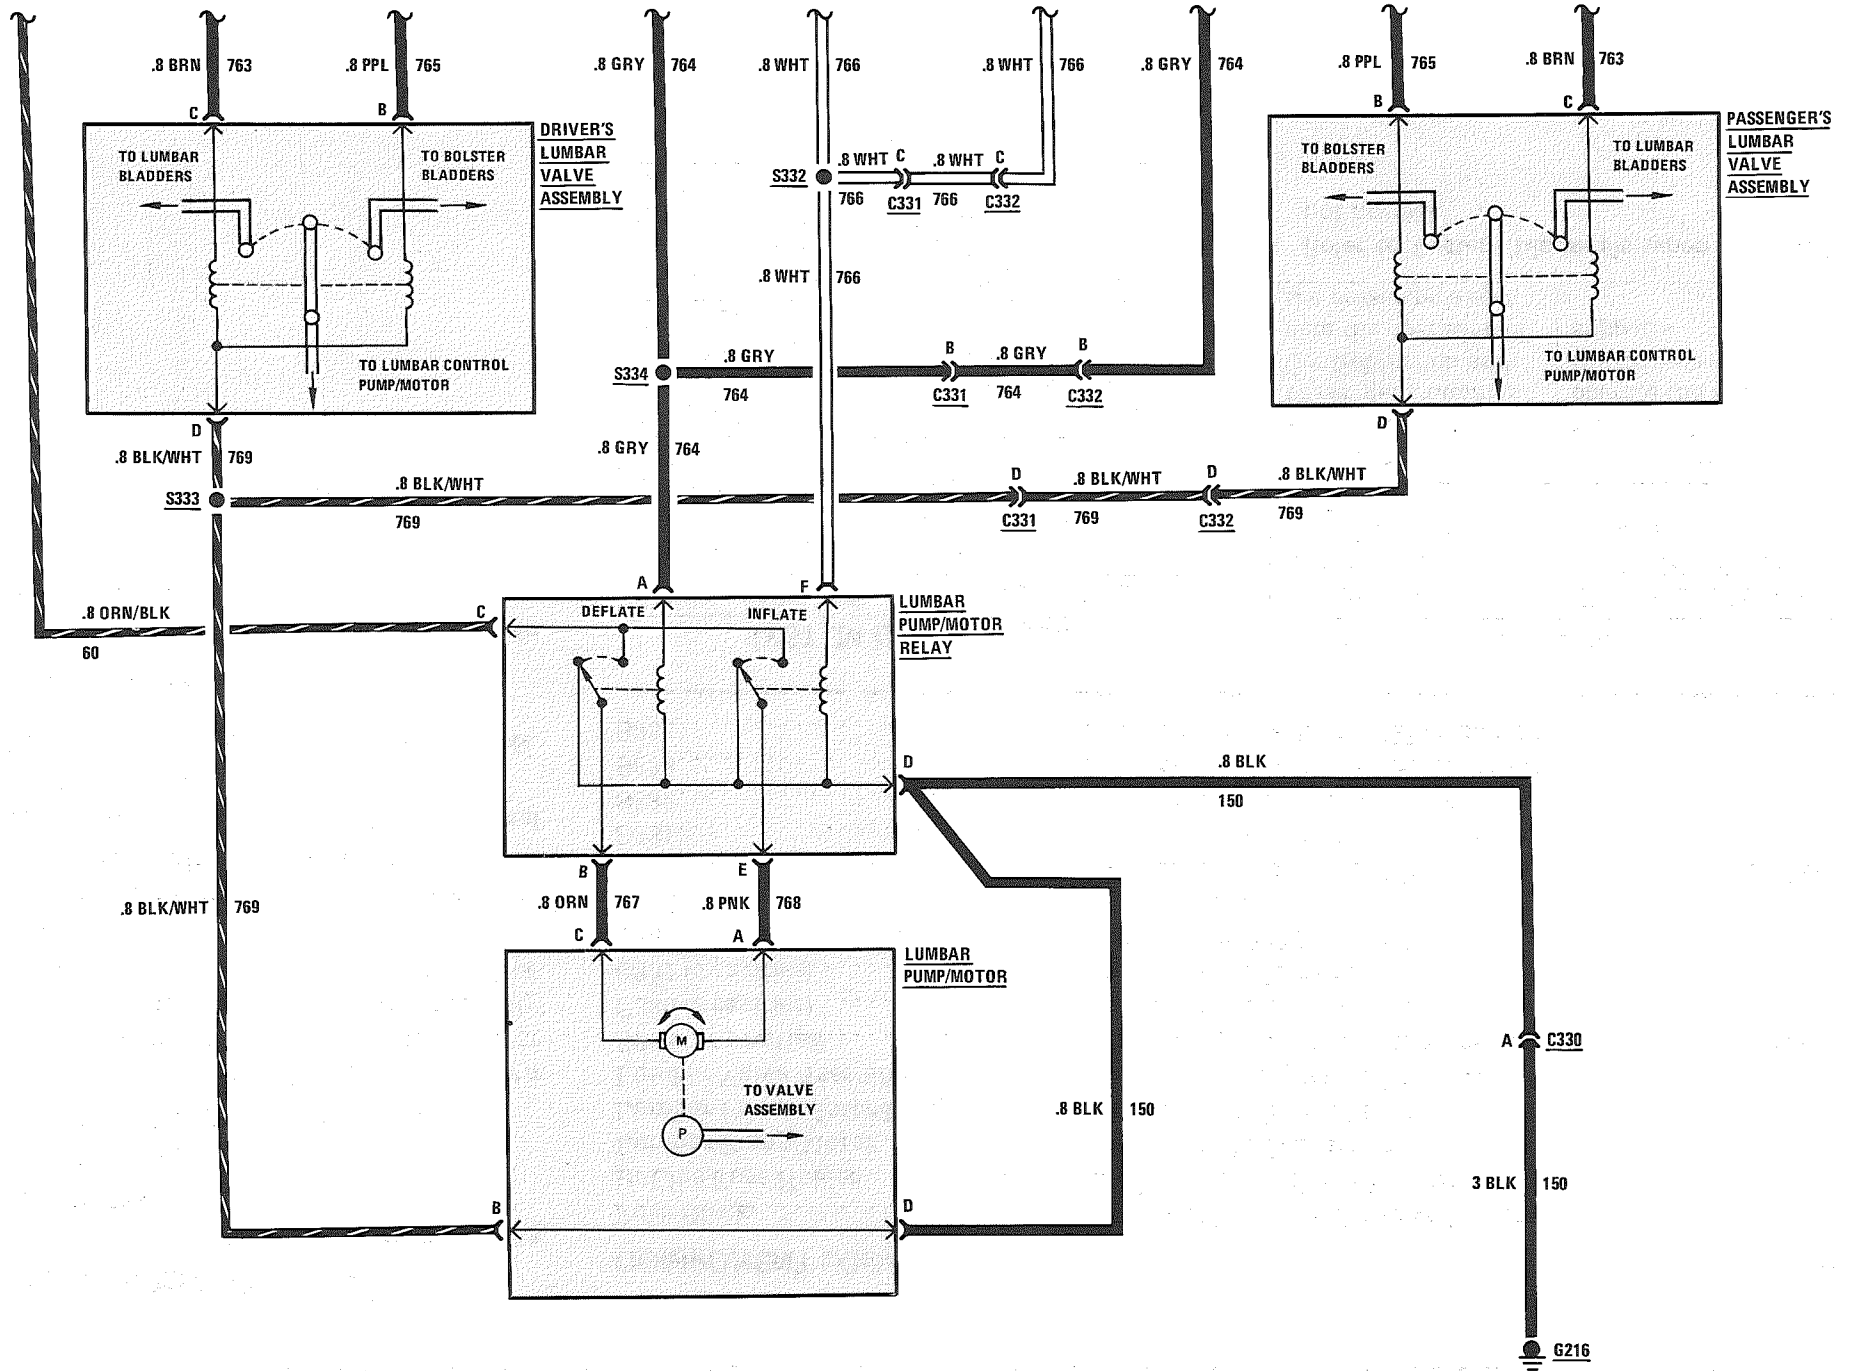 .8 BRN 763
.8 PPL 765
.8 GRY 764
.8 WHT 766
.8 WHT 766
.8 GRY 764
.8 PPL 765
.8 BRN 763
C
B
B
C
DRIVER'S
LUMBAR
VALVE
ASSEMBLY
TO LUMBAR
BLADDERS
TO BOLSTER
BLADDERS
TO LUMBAR CONTROL
PUMP/MOTOR
PASSENGER'S
LUMBAR
VALVE
ASSEMBLY
TO BOLSTER
BLADDERS
TO LUMBAR
BLADDERS
TO LUMBAR CONTROL
PUMP/MOTOR
S332
.8 WHT C .8 WHT C
766 C331 766 C332
.8 WHT 766
S334
.8 GRY B .8 GRY B
764 C331 764 C332
D
.8 BLK/WHT 769
.8 GRY 764
D
S333
.8 BLK/WHT D .8 BLK/WHT D .8 BLK/WHT
769 C331 769 C332 769
A
F
.8 ORN/BLK
60
C
DEFLATE
INFLATE
LUMBAR
PUMP/MOTOR
RELAY
D
.8 BLK
150
B
E
.8 ORN 767
.8 PNK 768
C
A
.8 BLK/WHT 769
LUMBAR
PUMP/MOTOR
M
TO VALVE
ASSEMBLY
P
A C330
.8 BLK 150
3 BLK 150
B
D
G216